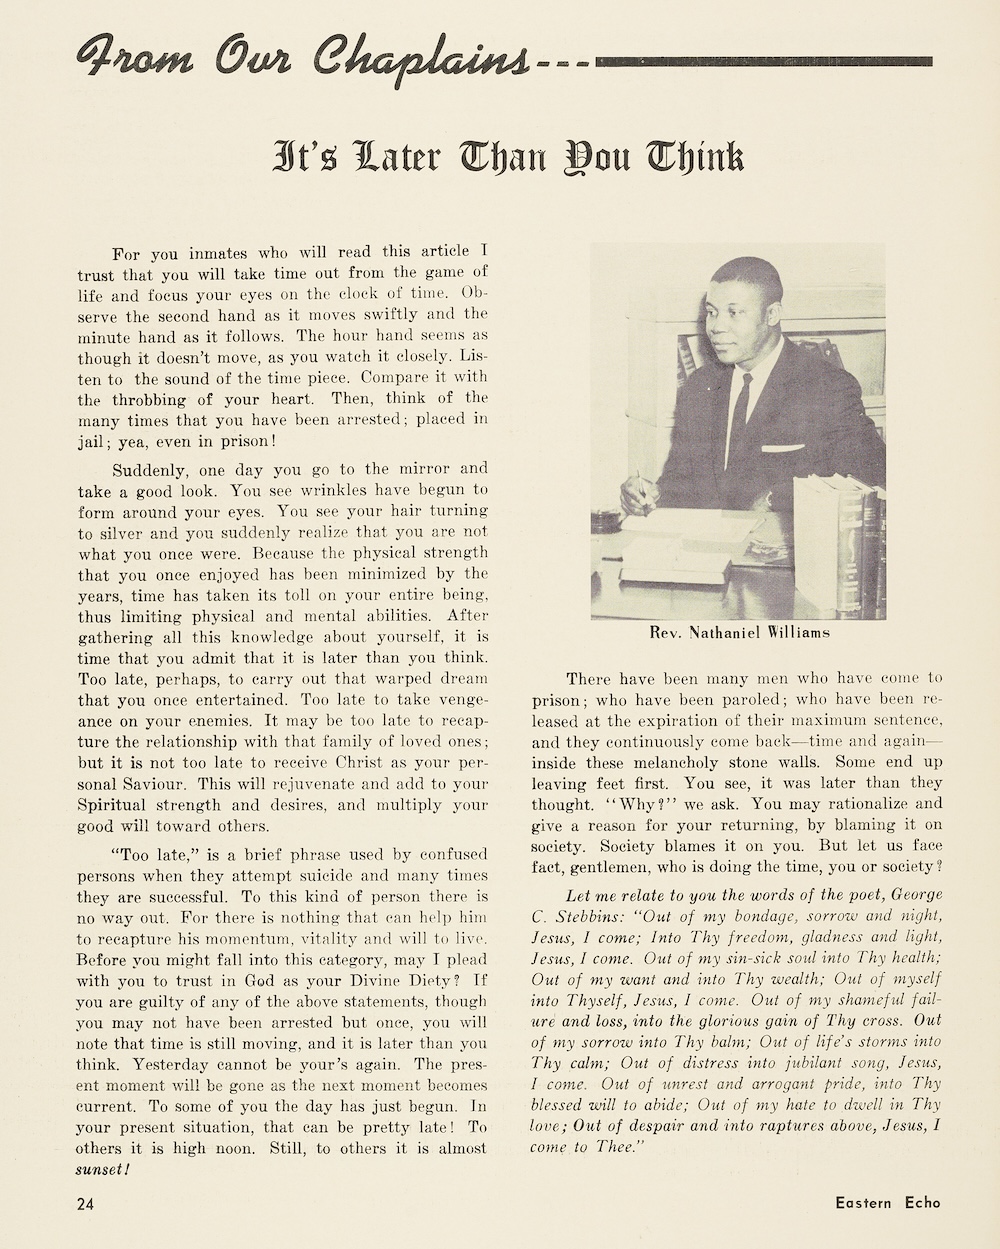 From Our Chaplains---
It's Later Than You Think
For you inmates who will read this article I
trust that you will take time out from the game of
life and focus your eyes on the clock of time. Ob-
serve the second hand as it moves swiftly and the
minute hand as it follows. The hour hand seems as
though it doesn't move, as you watch it closely. Lis-
ten to the sound of the time piece. Compare it with
the throbbing of your heart. Then, think of the
many times that you have been arrested; placed in
jail; yea, even in prison!
Suddenly, one day you go to the mirror and
take a good look. You see wrinkles have begun to
form around your eyes. You see your hair turning
to silver and you suddenly realize that you are not
what you once were. Because the physical strength
that you once enjoyed has been minimized by the
years, time has taken its toll on your entire being,
thus limiting physical and mental abilities. After
gathering all this knowledge about yourself, it is
time that you admit that it is later than you think.
Too late, perhaps, to carry out that warped dream
that you once entertained. Too late to take venge-
ance on your enemies. It may be too late to recap-
ture the relationship with that family of loved ones;
but it is not too late to receive Christ as your per-
sonal Saviour. This will rejuvenate and add to your
Spiritual strength and desires, and multiply your
good will toward others.
"Too late," is a brief phrase used by confused
persons when they attempt suicide and many times
they are successful. To this kind of person there is
no way out. For there is nothing that can help him
to recapture his momentum, vitality and will to live.
Before you might fall into this category, may I plead
with you to trust in God as your Divine Diety? If
you are guilty of any of the above statements, though
you may not have been arrested but once, you will
note that time is still moving, and it is later than you
think. Yesterday cannot be your's again. The pres-
ent moment will be gone as the next moment becomes
current. To some of you the day has just begun. In
your present situation, that can be pretty late! To
others it is high noon. Still, to others it is almost
sunset!
Rev. Nathaniel Williams
There have been many men who have come to
prison; who have been paroled; who have been re-
leased at the expiration of their maximum sentence,
and they continuously come back—time and again—
inside these melancholy stone walls. Some end up
leaving feet first. You see, it was later than they
thought. "Why?" we ask. You may rationalize and
give a reason for your returning, by blaming it on
society. Society blames it on you. But let us face
fact, gentlemen, who is doing the time, you or society?
Let me relate to you the words of the poet, George
C. Stebbins: "Out of my bondage, sorrow and night,
Jesus, I come; Into Thy freedom, gladness and light,
Jesus, I come. Out of my sin-sick soul into Thy health;
Out of my want and into Thy wealth; Out of myself
into Thyself, Jesus, I come. Out of my shameful fail-
ure and loss, into the glorious gain of Thy cross. Out
of my sorrow into Thy balm; Out of life's storms into
Thy calm; Out of distress into jubilant song, Jesus,
I come. Out of unrest and arrogant pride, into Thy
blessed will to abide; Out of my hate to dwell in Thy
love; Out of despair and into raptures above, Jesus, I
come to Thee."
24
Eastern Echo